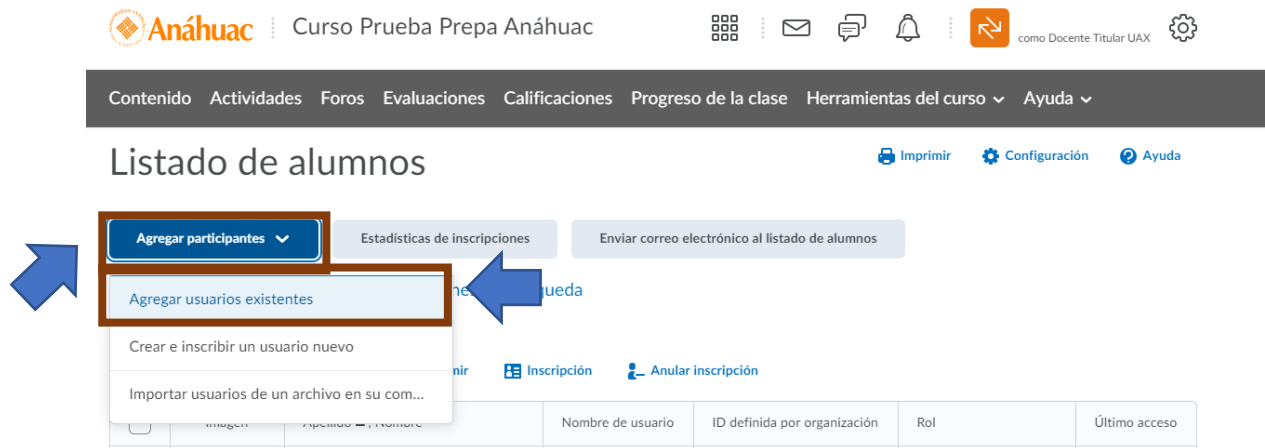 Anáhuac Curso Prueba Prepa Anáhuac como Docente Titular UAX
Contenido Actividades Foros Evaluaciones Calificaciones Progreso de la clase Herramientas del curso Ayuda
Listado de alumnos Imprimir Configuración Ayuda
Agregar participantes Estadísticas de inscripciones Enviar correo electrónico al listado de alumnos
Agregar usuarios existentes
Crear e inscribir un usuario nuevo
Inscripción Anular inscripción
Importar usuarios de un archivo en su com...
Nombre de usuario ID definida por organización Rol Último acceso